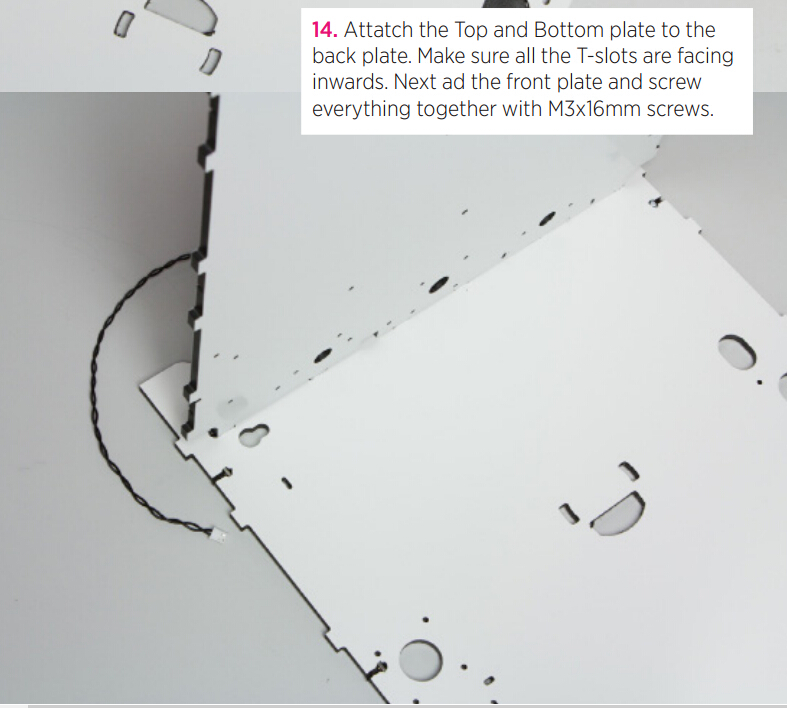 14. Attatch the Top and Bottom plate to the
back plate. Make sure all the T-slots are facing
inwards. Next ad the front plate and screw
everything together with M3x16mm screws.